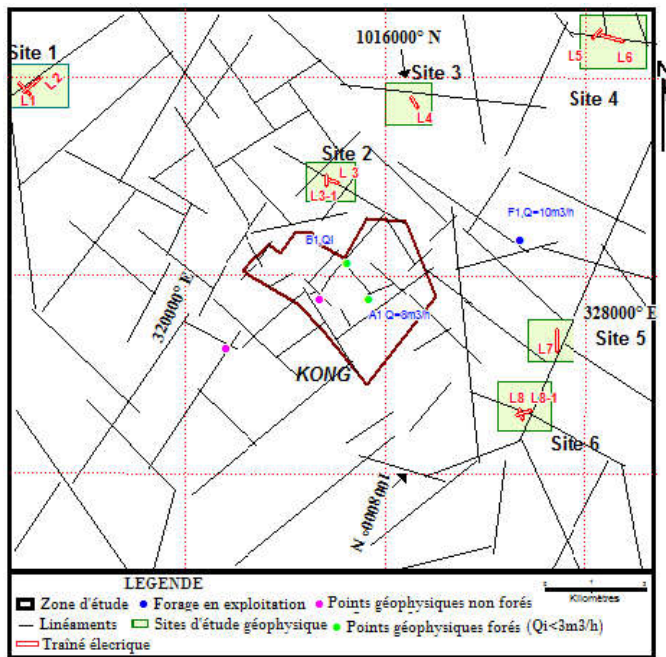 1016000° N
Site 1
L2
L1
Site 3
L4
L5
L6
Site 4
N
Site 2
L 3
L3-1
F1,Q=10m3/h
B1,QI
320000° E
A1 Q=8m3/h
328000° E
L7
Site 5
KONG
L8 L8-1
Site 6
1008000° N
LEGENDE
Zone d'étude Forage en exploitation Points géophysiques non forés
Kilomètres
Linéaments Sites d'étude géophysique Points géophysiques forés (Qi<3m3/h)
Traîné élecrique